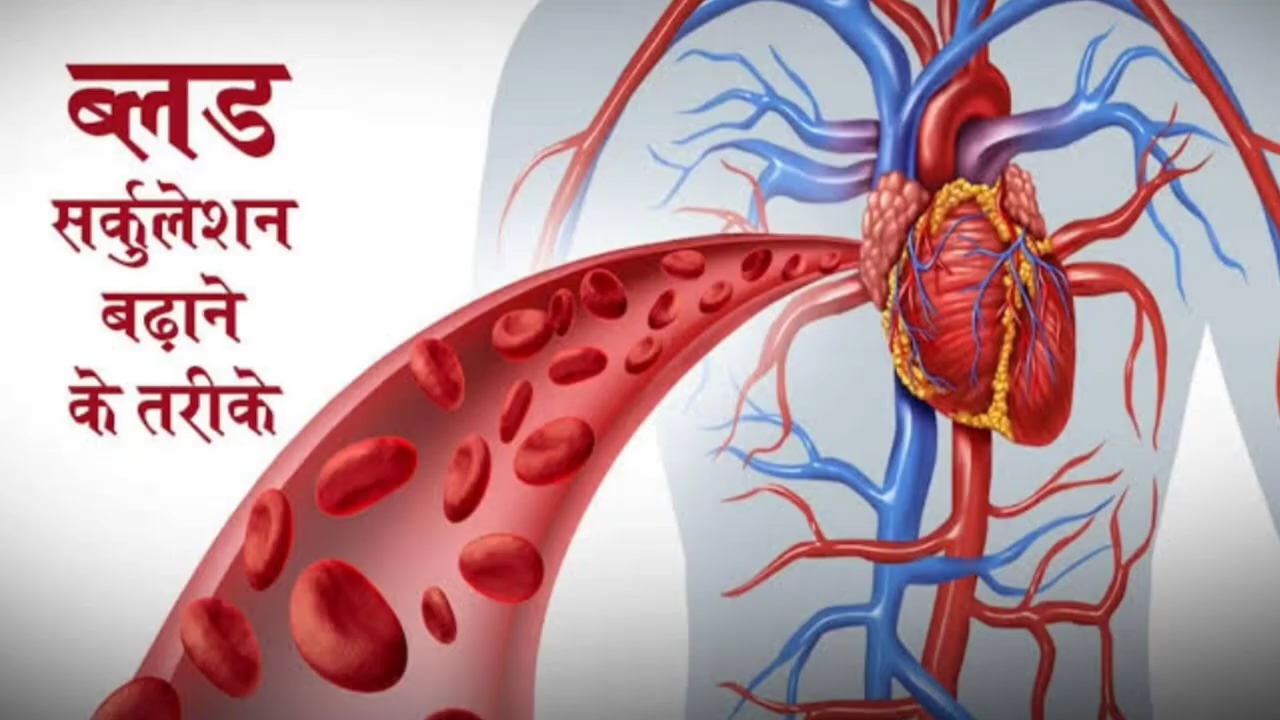 ब्लड
सर्कुलेशन
बढ़ाने
के तरीके